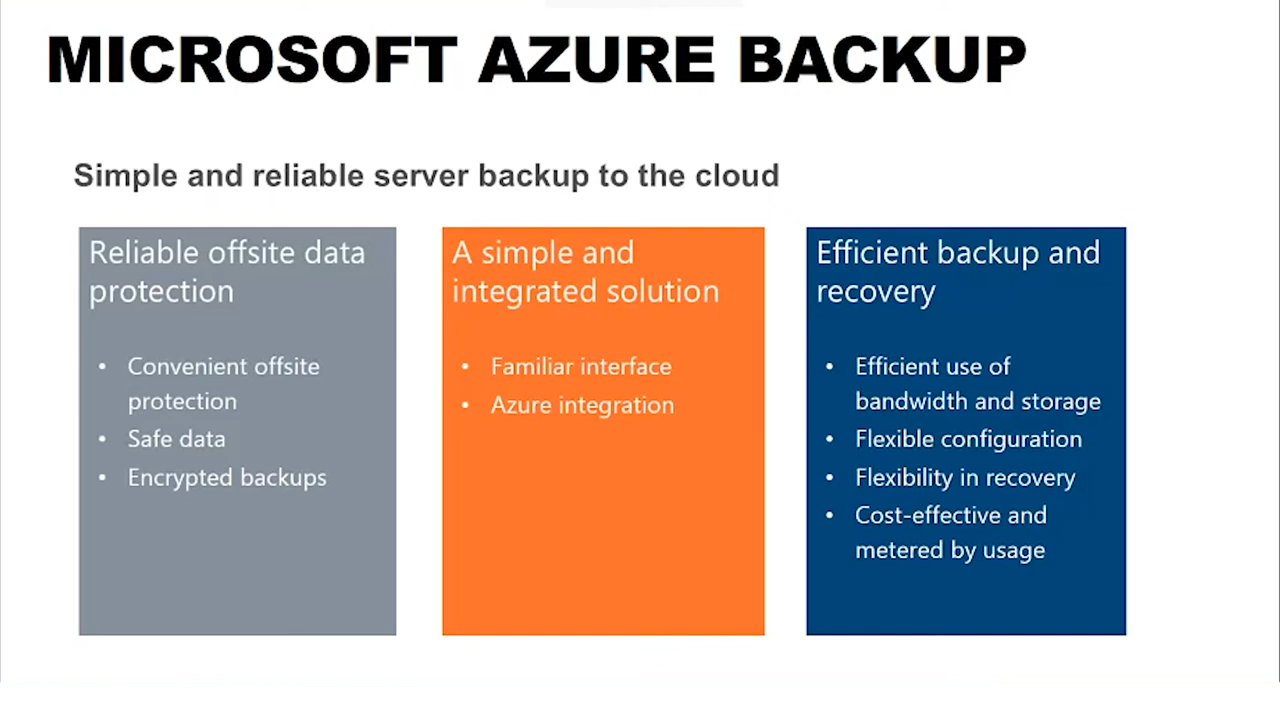 MICROSOFT AZURE BACKUP
Simple and reliable server backup to the cloud
Reliable offsite data
protection
• Convenient offsite
protection
• Safe data
• Encrypted backups
A simple and
integrated solution
• Familiar interface
• Azure integration
Efficient backup and
recovery
• Efficient use of
bandwidth and storage
• Flexible configuration
• Flexibility in recovery
• Cost-effective and
metered by usage